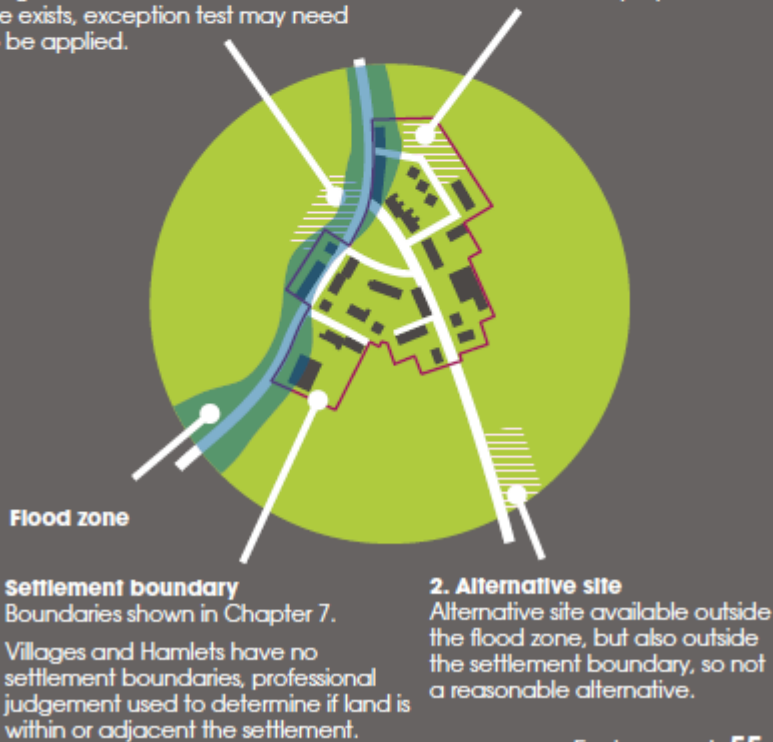 e exists, exception test may need
be applied.
Flood zone
Settlement boundary
Boundaries shown in Chapter 7.
Villages and Hamlets have no
settlement boundaries, professional
judgement used to determine if land is
within or adjacent the settlement.
2. Alternative site
Alternative site available outside
the flood zone, but also outside
the settlement boundary, so not
a reasonable alternative.
55